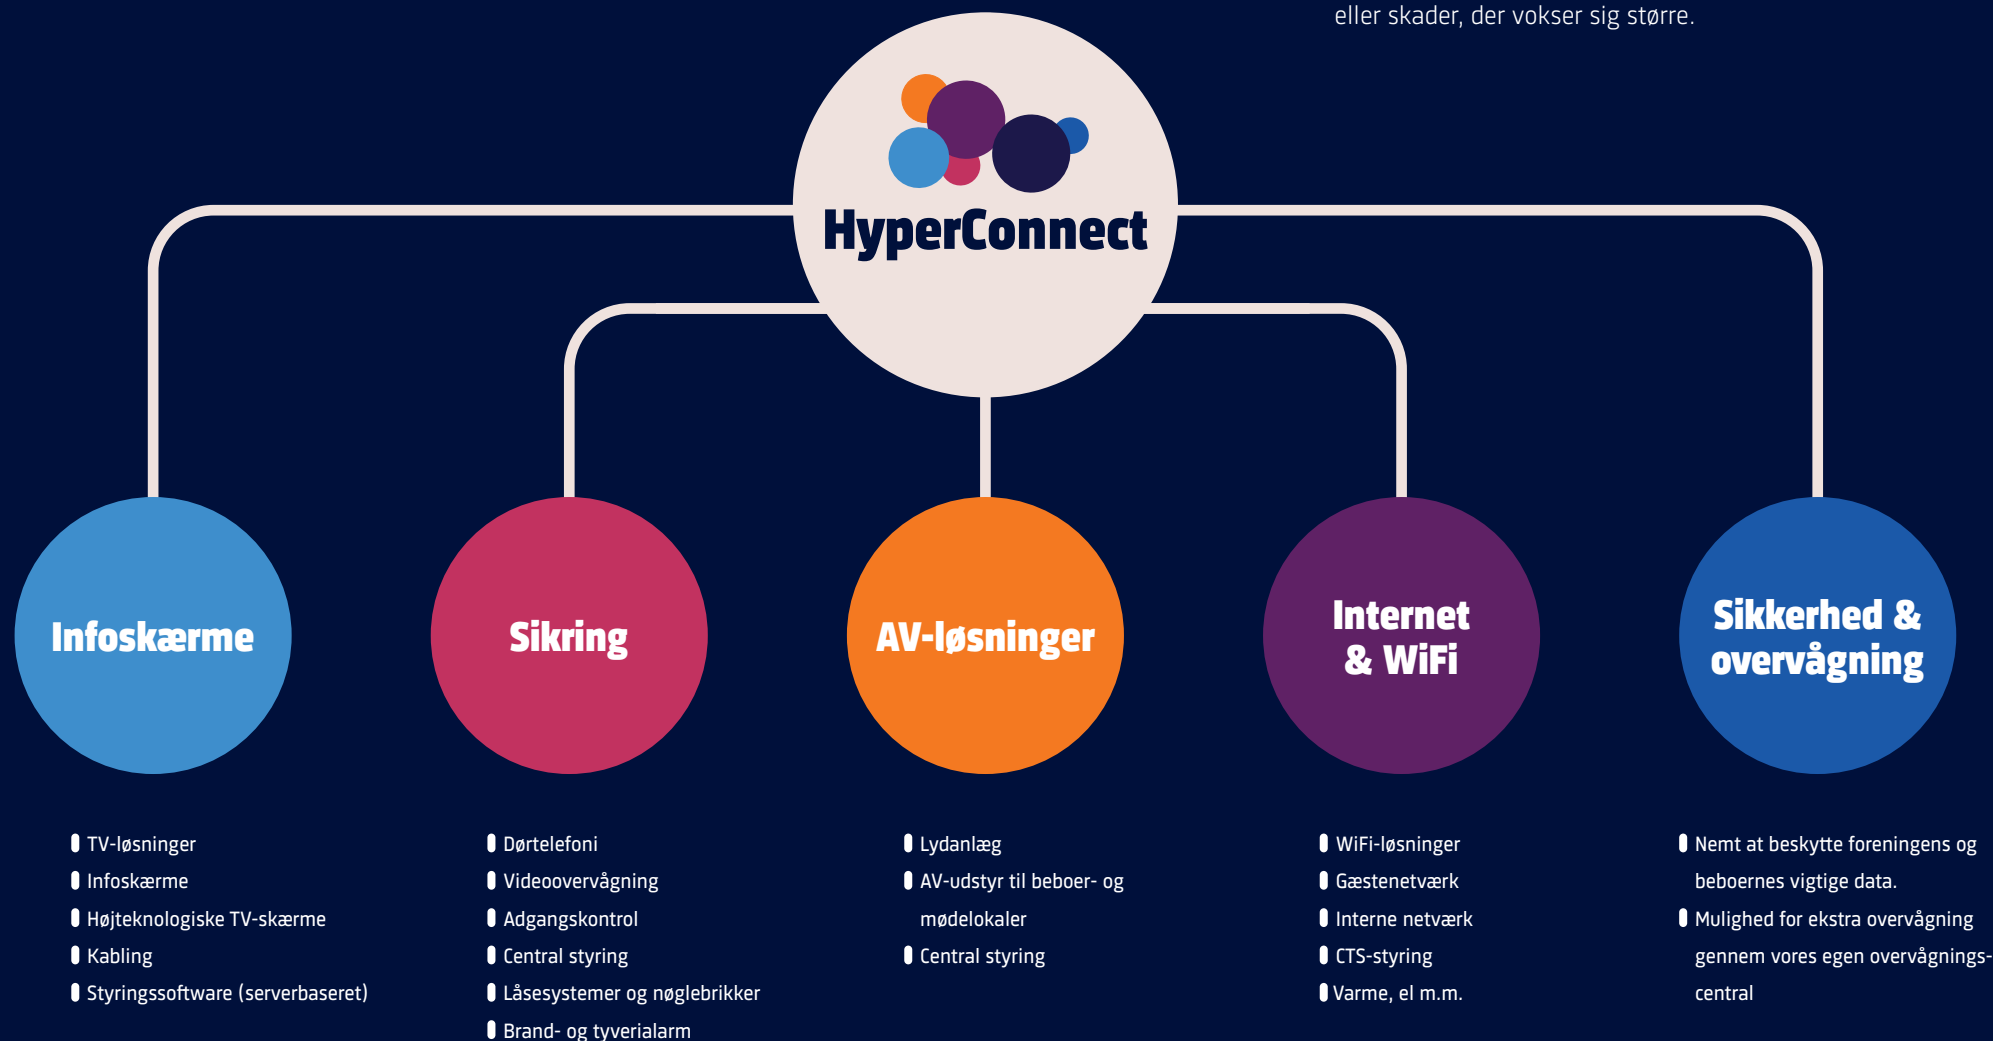 eller skader, der vokser sig større.
HyperConnect
Infoskærme
Sikring
AV-løsninger
Internet
& WiFi
Sikkerhed &
overvågning
TV-løsninger
Infoskærme
Højteknologiske TV-skærme
Kabling
Styringssoftware (serverbaseret)
Dørtelefoni
Videoovervågning
Adgangskontrol
Central styring
Låsesystemer og nøglebrikker
Brand- og tyverialarm
Lydanlæg
AV-udstyr til beboer- og
mødelokaler
Central styring
WiFi-løsninger
Gæstenetværk
Interne netværk
CTS-styring
Varme, el m.m.
Nemt at beskytte foreningens og
beboernes vigtige data.
Mulighed for ekstra overvågning
gennem vores egen overvågnings-
central